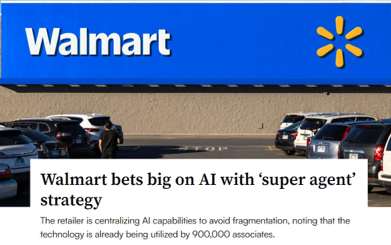 Walmart
STOP
Walmart bets big on AI with ‘super agent’
strategy
The retailer is centralizing AI capabilities to avoid fragmentation, noting that the
technology is already being utilized by 900,000 associates.